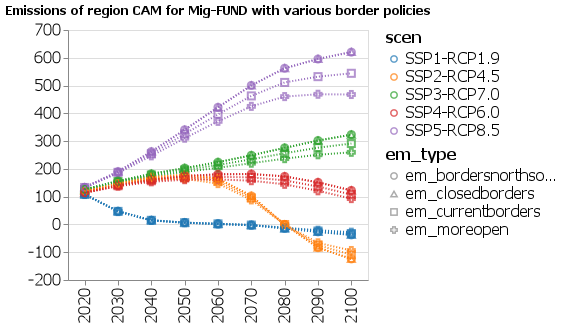 Emissions of region CAM for Mig-FUND with various border policies
700
600
500
400
300
200
100
0
-100
-200
2020
2030
2040
2050
2060
2070
2080
2090
2100
scen
SSP1-RCP1.9
SSP2-RCP4.5
SSP3-RCP7.0
SSP4-RCP6.0
SSP5-RCP8.5
em_type
em_bordersnorthso...
em_closedborders
em_currentborders
em_moreopen